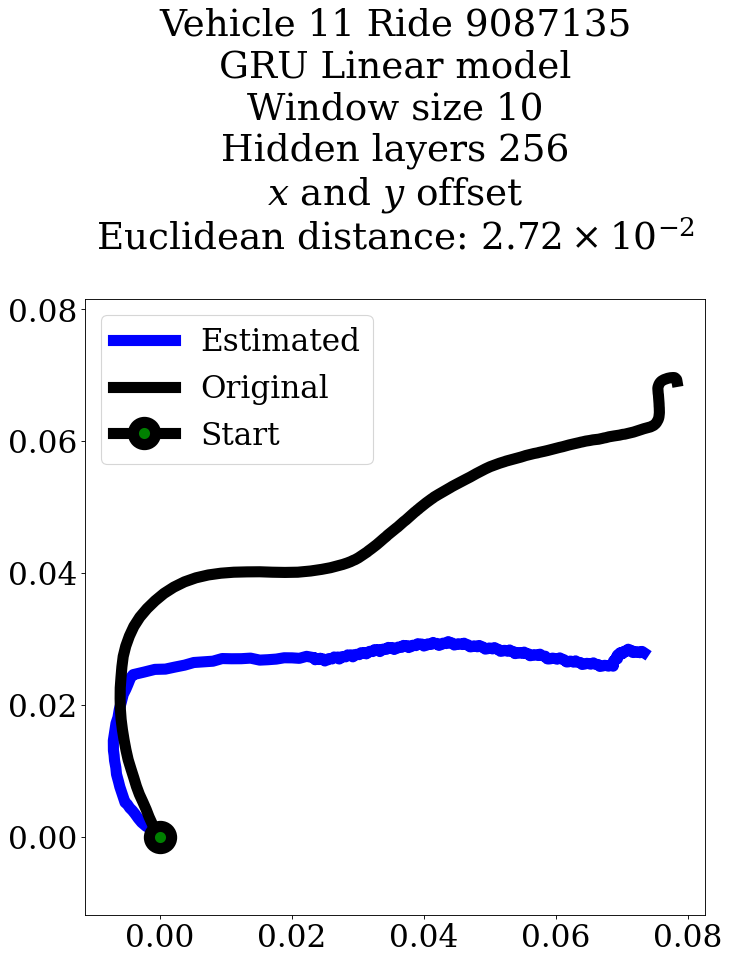 Vehicle 11 Ride 9087135
GRU Linear model
Window size 10
Hidden layers 256
x and y offset
Euclidean distance: 2.72 × 10⁻²
0.08
0.06
0.04
0.02
0.00
Estimated
Original
Start
0.00 0.02 0.04 0.06 0.08